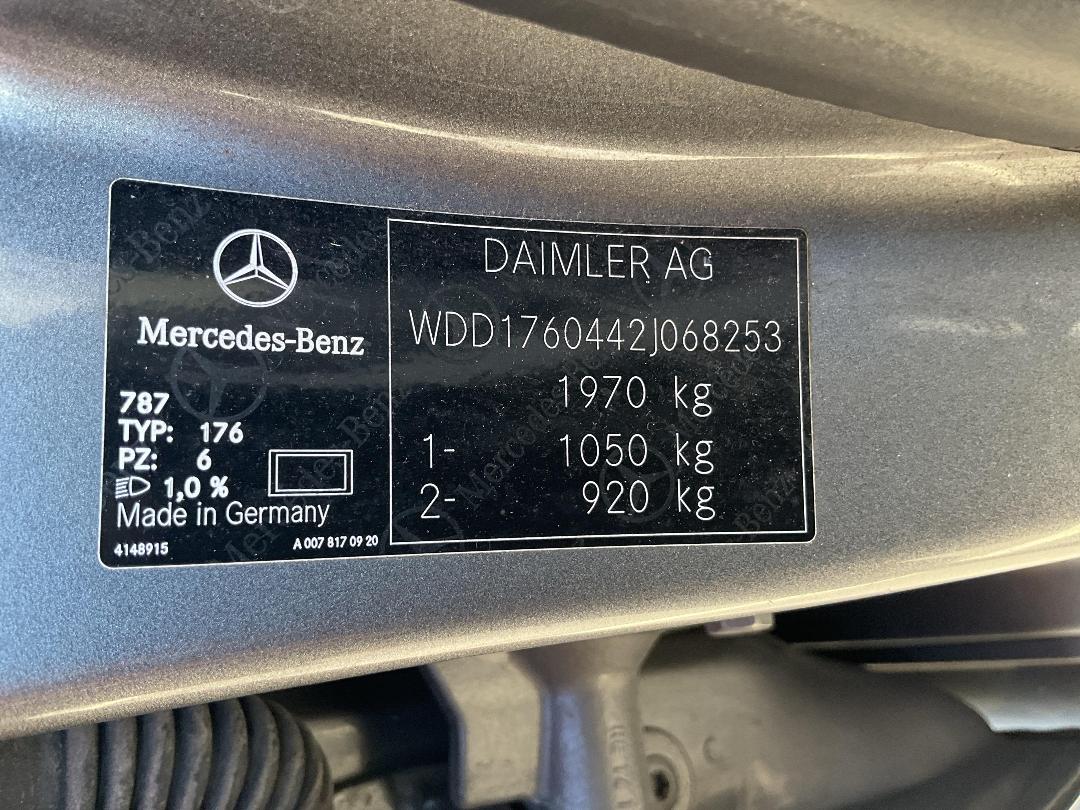 Mercedes-Benz
787
TYP: 176
PZ: 6
1,0 %
Made in Germany
4148915 A 007 817 09 20
DAIMLER AG
WDD1760442J068253
1970 kg
1- 1050 kg
2- 920 kg